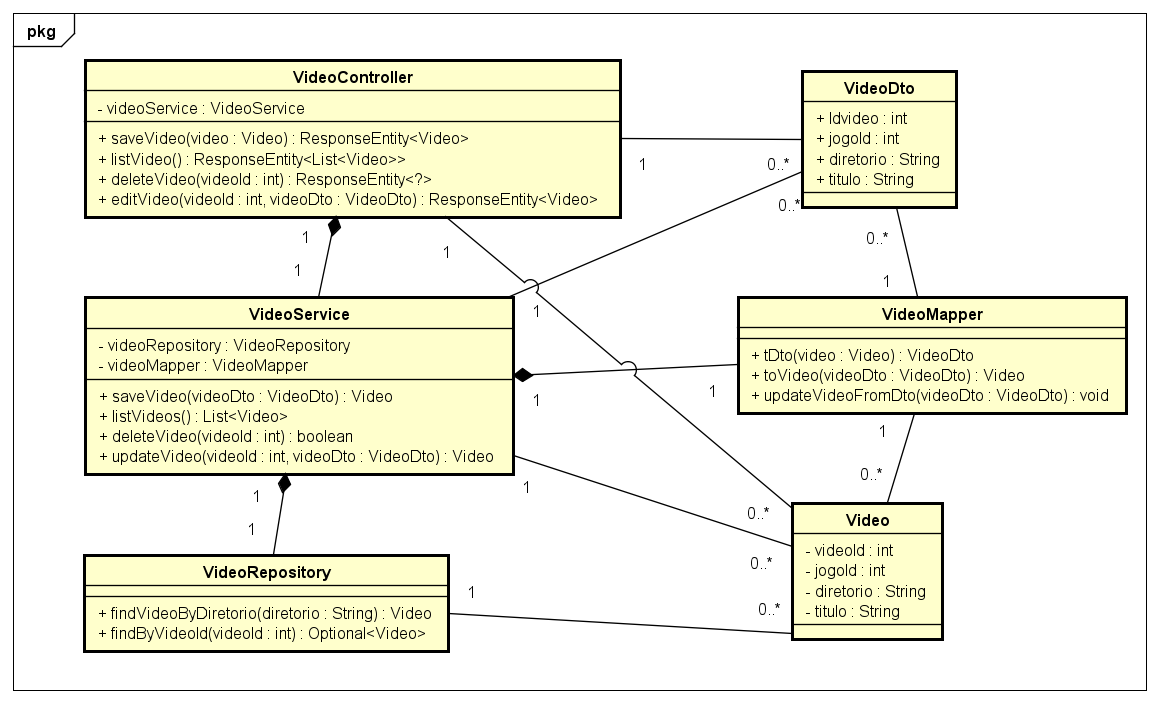 pkg
VideoController
- videoService : VideoService
+ saveVideo(video : Video) : ResponseEntity<Video>
+ listVideo() : ResponseEntity<List<Video>>
+ deleteVideo(videoId : int) : ResponseEntity<?>
+ editVideo(videoId : int, videoDto : VideoDto) : ResponseEntity<Video>
VideoDto
+ Idvideo : int
+ jogoId : int
+ diretorio : String
+ titulo : String
1
0..*
0..*
1
1
1
0..*
1
1
VideoService
- videoRepository : VideoRepository
- videoMapper : VideoMapper
+ saveVideo(videoDto : VideoDto) : Video
+ listVideos() : List<Video>
+ deleteVideo(videoId : int) : boolean
+ updateVideo(videoId : int, videoDto : VideoDto) : Video
VideoMapper
+ tDto(video : Video) : VideoDto
+ toVideo(videoDto : VideoDto) : Video
+ updateVideoFromDto(videoDto : VideoDto) : void
1
1
1
0..*
1
1
1
0..*
0..*
VideoRepository
+ findVideoByDiretorio(diretorio : String) : Video
+ findByVideoId(videoId : int) : Optional<Video>
1
0..*
Video
- videoId : int
- jogoId : int
- diretorio : String
- titulo : String